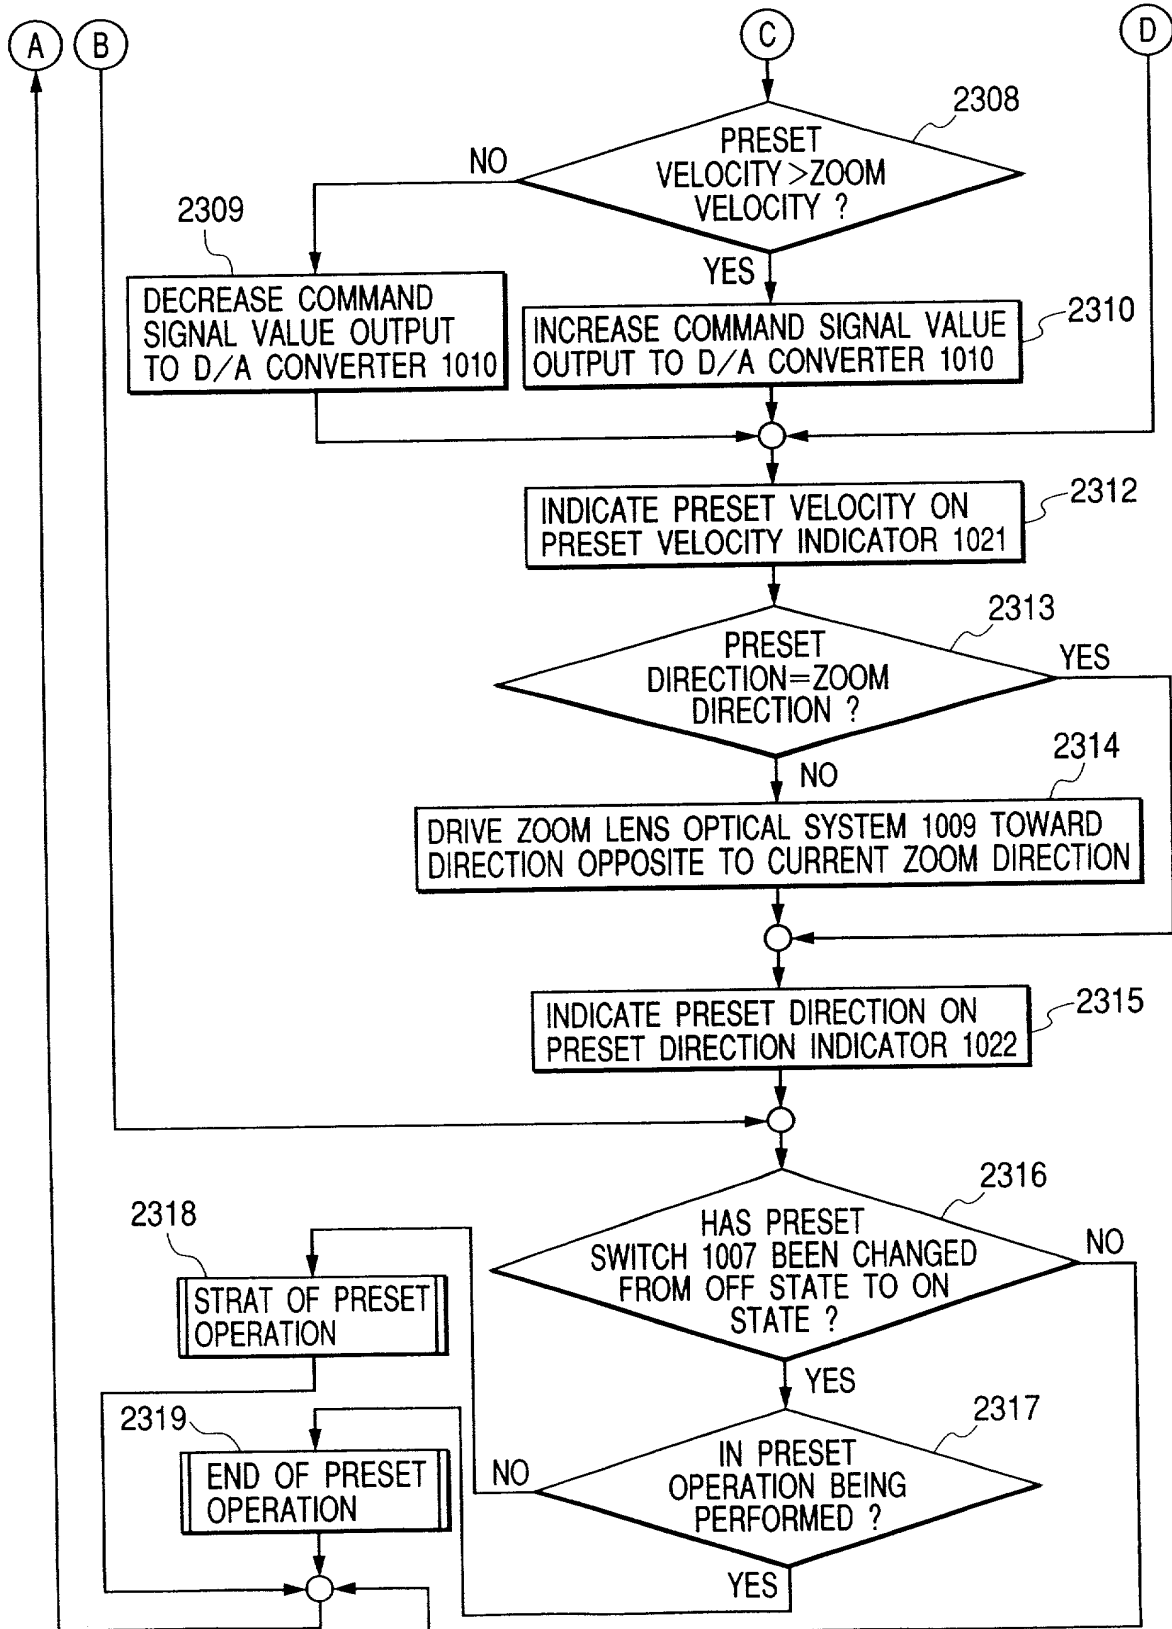 A
B
C
D
2308
PRESET
VELOCITY>ZOOM
VELOCITY ?
NO
YES
2309
DECREASE COMMAND
SIGNAL VALUE OUTPUT
TO D/A CONVERTER 1010
2310
INCREASE COMMAND SIGNAL VALUE
OUTPUT TO D/A CONVERTER 1010
2312
INDICATE PRESET VELOCITY ON
PRESET VELOCITY INDICATOR 1021
2313
PRESET
DIRECTION=ZOOM
DIRECTION ?
YES
NO
2314
DRIVE ZOOM LENS OPTICAL SYSTEM 1009 TOWARD
DIRECTION OPPOSITE TO CURRENT ZOOM DIRECTION
2315
INDICATE PRESET DIRECTION ON
PRESET DIRECTION INDICATOR 1022
2316
HAS PRESET
SWITCH 1007 BEEN CHANGED
FROM OFF STATE TO ON
STATE ?
NO
YES
2318
STRAT OF PRESET
OPERATION
2317
IN PRESET
OPERATION BEING
PERFORMED ?
NO
YES
2319
END OF PRESET
OPERATION